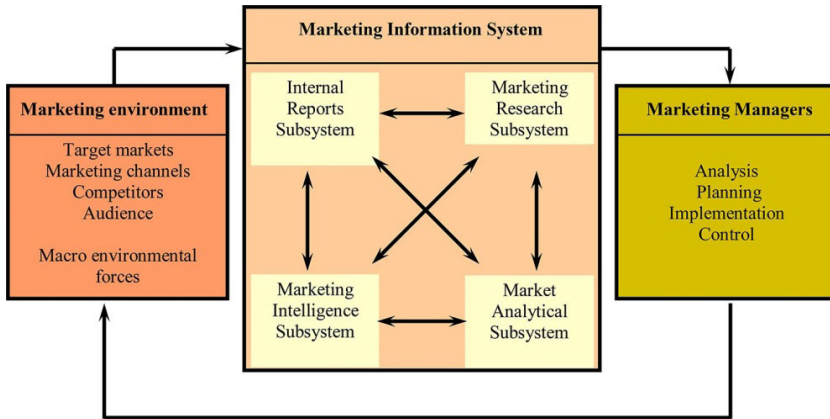 Marketing Information System
Marketing environment
Target markets
Marketing channels
Competitors
Audience
Macro environmental
forces
Internal
Reports
Subsystem
Marketing
Research
Subsystem
Marketing
Intelligence
Subsystem
Market
Analytical
Subsystem
Marketing Managers
Analysis
Planning
Implementation
Control